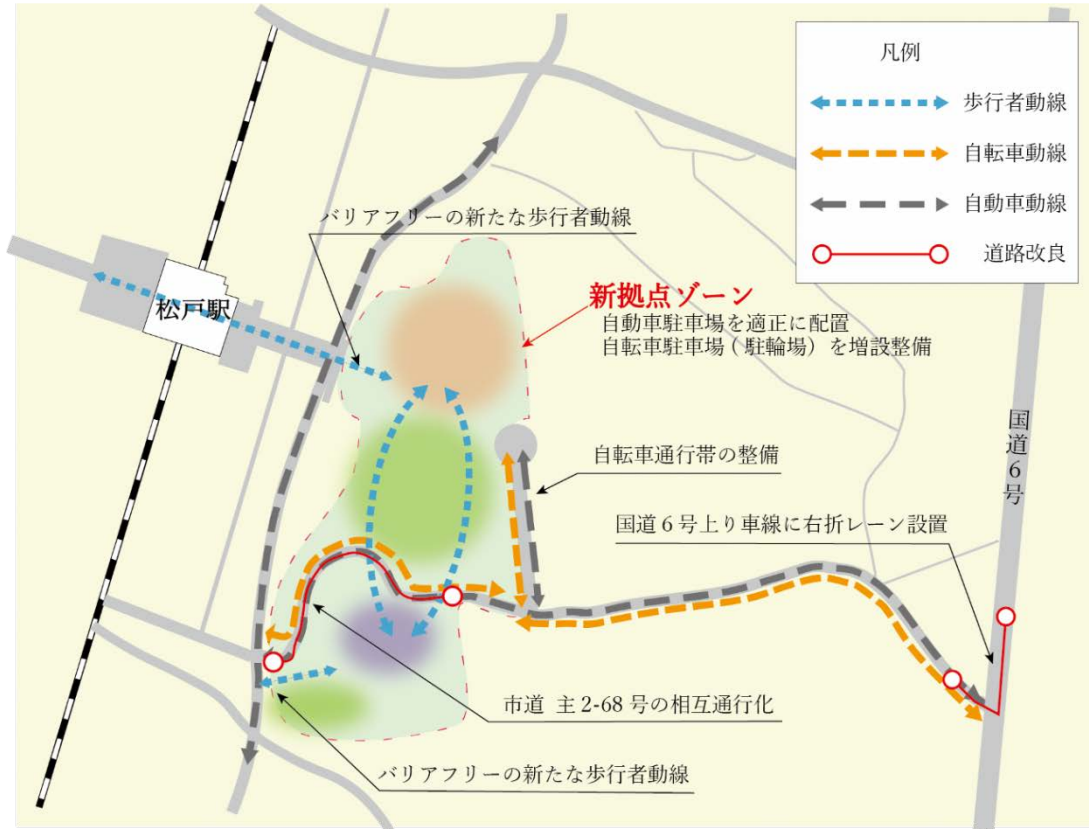 凡例
歩行者動線
自転車動線
自動車動線
道路改良
バリアフリーの新たな歩行者動線
松戸駅
新拠点ゾーン
自動車駐車場を適正に配置
自転車駐車場(駐輪場)を増設整備
国道6号
自転車通行帯の整備
国道6号上り車線に右折レーン設置
市道 主2-68号の相互通行化
バリアフリーの新たな歩行者動線